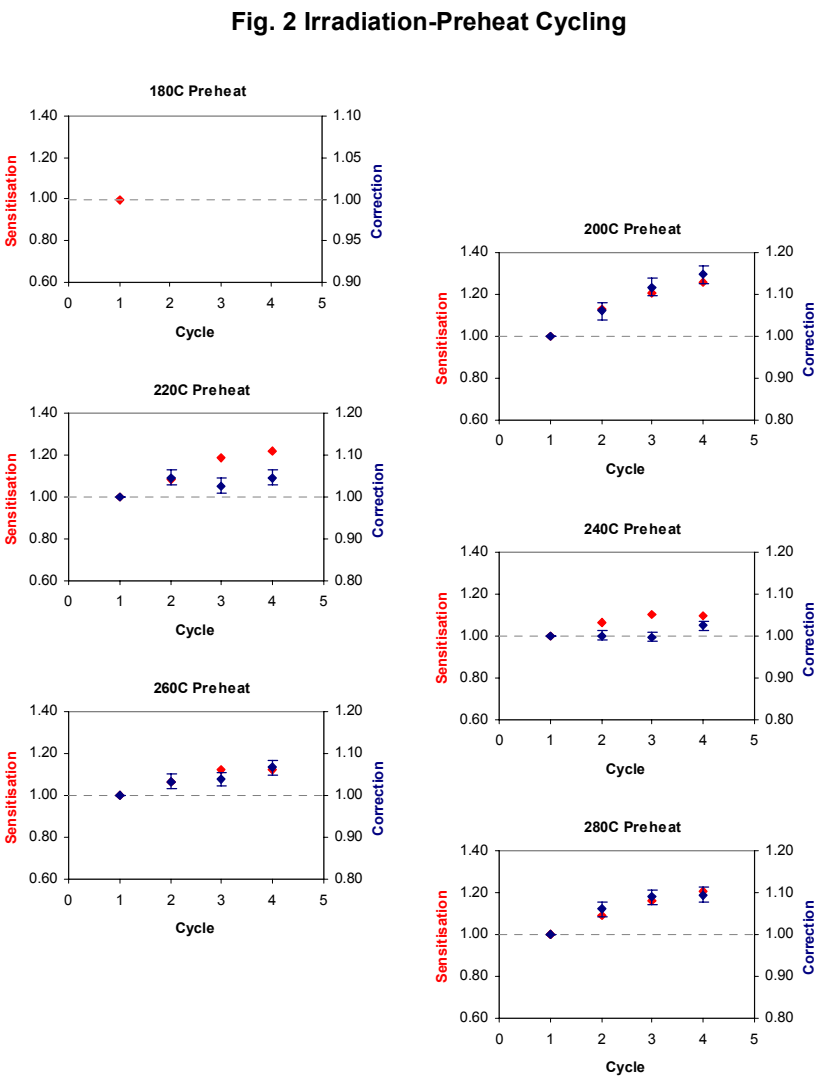 Fig. 2 Irradiation-Preheat Cycling
180C Preheat
1.40
1.20
1.00
0.80
0.60
1.10
1.05
1.00
0.95
0.90
0 1 2 3 4 5
Sensitisation
Correction
Cycle
200C Preheat
1.40
1.20
1.00
0.80
0.60
1.20
1.10
1.00
0.90
0.80
0 1 2 3 4 5
Sensitisation
Correction
Cycle
220C Preheat
1.40
1.20
1.00
0.80
0.60
1.20
1.10
1.00
0.90
0.80
0 1 2 3 4 5
Sensitisation
Correction
Cycle
240C Preheat
1.40
1.20
1.00
0.80
0.60
1.20
1.10
1.00
0.90
0.80
0 1 2 3 4 5
Sensitisation
Correction
Cycle
260C Preheat
1.40
1.20
1.00
0.80
0.60
1.20
1.10
1.00
0.90
0.80
0 1 2 3 4 5
Sensitisation
Correction
Cycle
280C Preheat
1.40
1.20
1.00
0.80
0.60
1.20
1.10
1.00
0.90
0.80
0 1 2 3 4 5
Sensitisation
Correction
Cycle